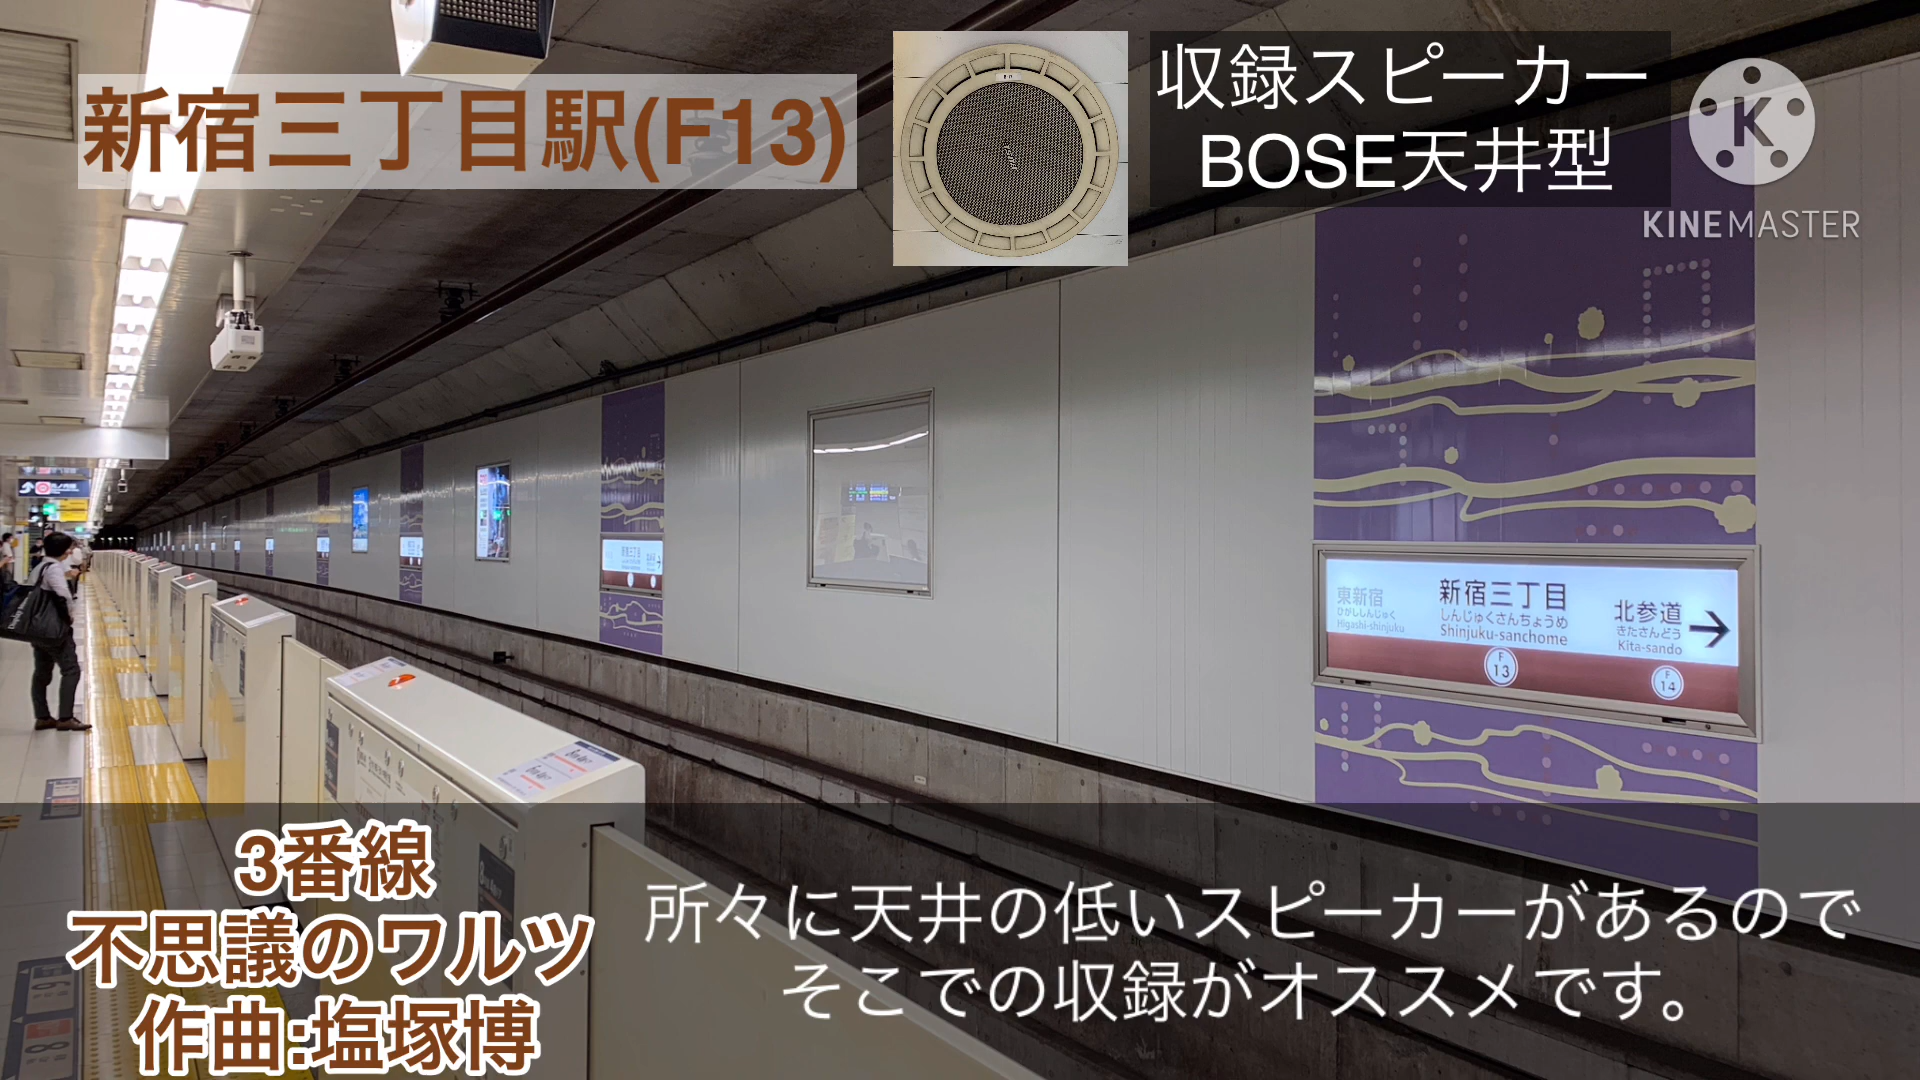 新宿三丁目駅(F13)
収録スピーカー
BOSE天井型
K
KINEMASTER
東新宿
ひがししんじゅく
Higashi-shinjuku
新宿三丁目
しんじゅくさんちょうめ
Shinjuku-sanchome
北参道
きたさんどう
Kita-sando
F
13
F
14
3番線
不思議のワルツ
作曲:塩塚博
所々に天井の低いスピーカーがあるので
そこでの収録がオススメです。